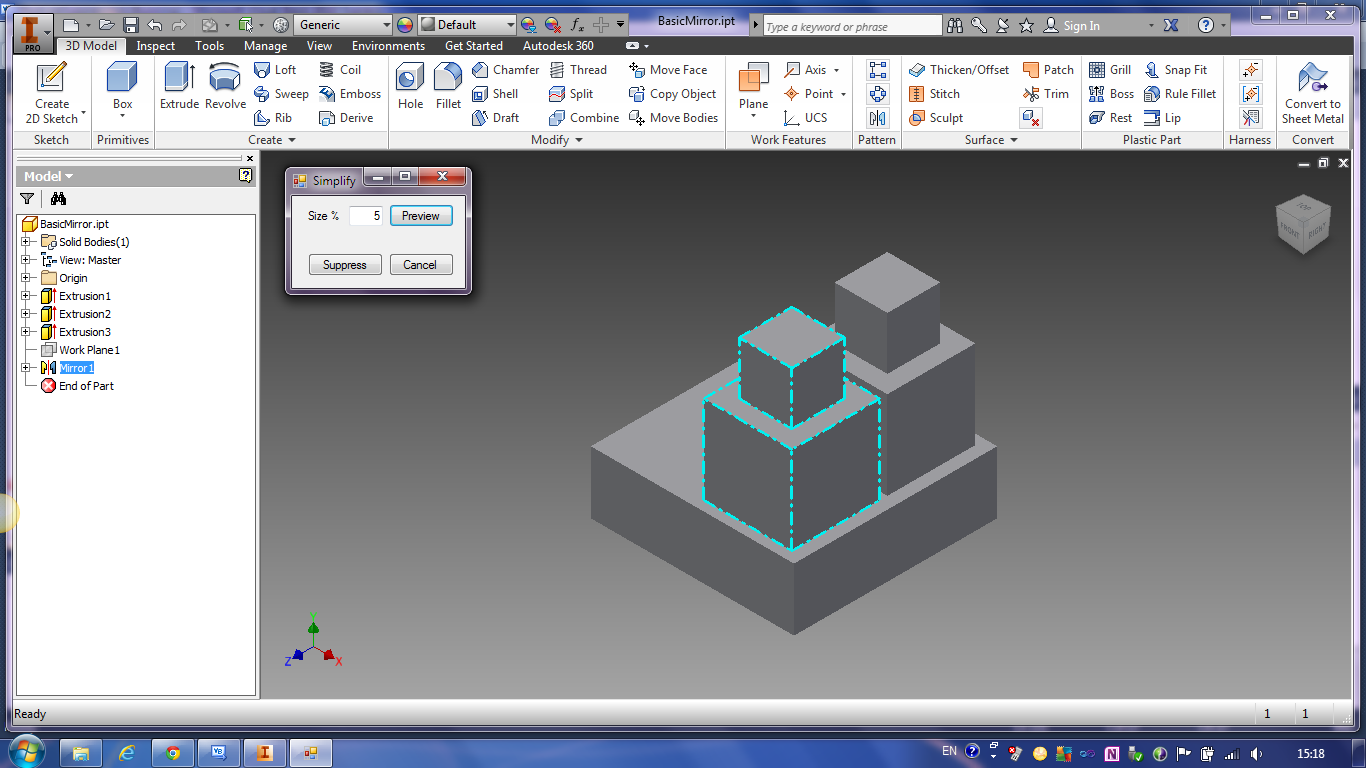 Generic Default fx BasicMirror.ipt Type a keyword or phrase Sign In
PRO 3D Model Inspect Tools Manage View Environments Get Started Autodesk 360
Create
2D Sketch
Box
Extrude
Revolve
Loft
Sweep
Rib
Coil
Emboss
Derive
Hole
Fillet
Chamfer
Shell
Draft
Thread
Split
Combine
Move Face
Copy Object
Move Bodies
Plane
Axis
Point
UCS
Thicken/Offset
Stitch
Sculpt
Patch
Trim
Grill
Boss
Rest
Snap Fit
Rule Fillet
Lip
Convert to
Sheet Metal
Sketch Primitives Create Modify Work Features Pattern Surface Plastic Part Harness Convert
Model
BasicMirror.ipt
Solid Bodies(1)
View: Master
Origin
Extrusion1
Extrusion2
Extrusion3
Work Plane1
Mirror1
End of Part
Simplify
Size % 5 Preview
Suppress Cancel
TOP
FRONT RIGHT
Y
Z X
Ready 1 1
VB EN 15:18